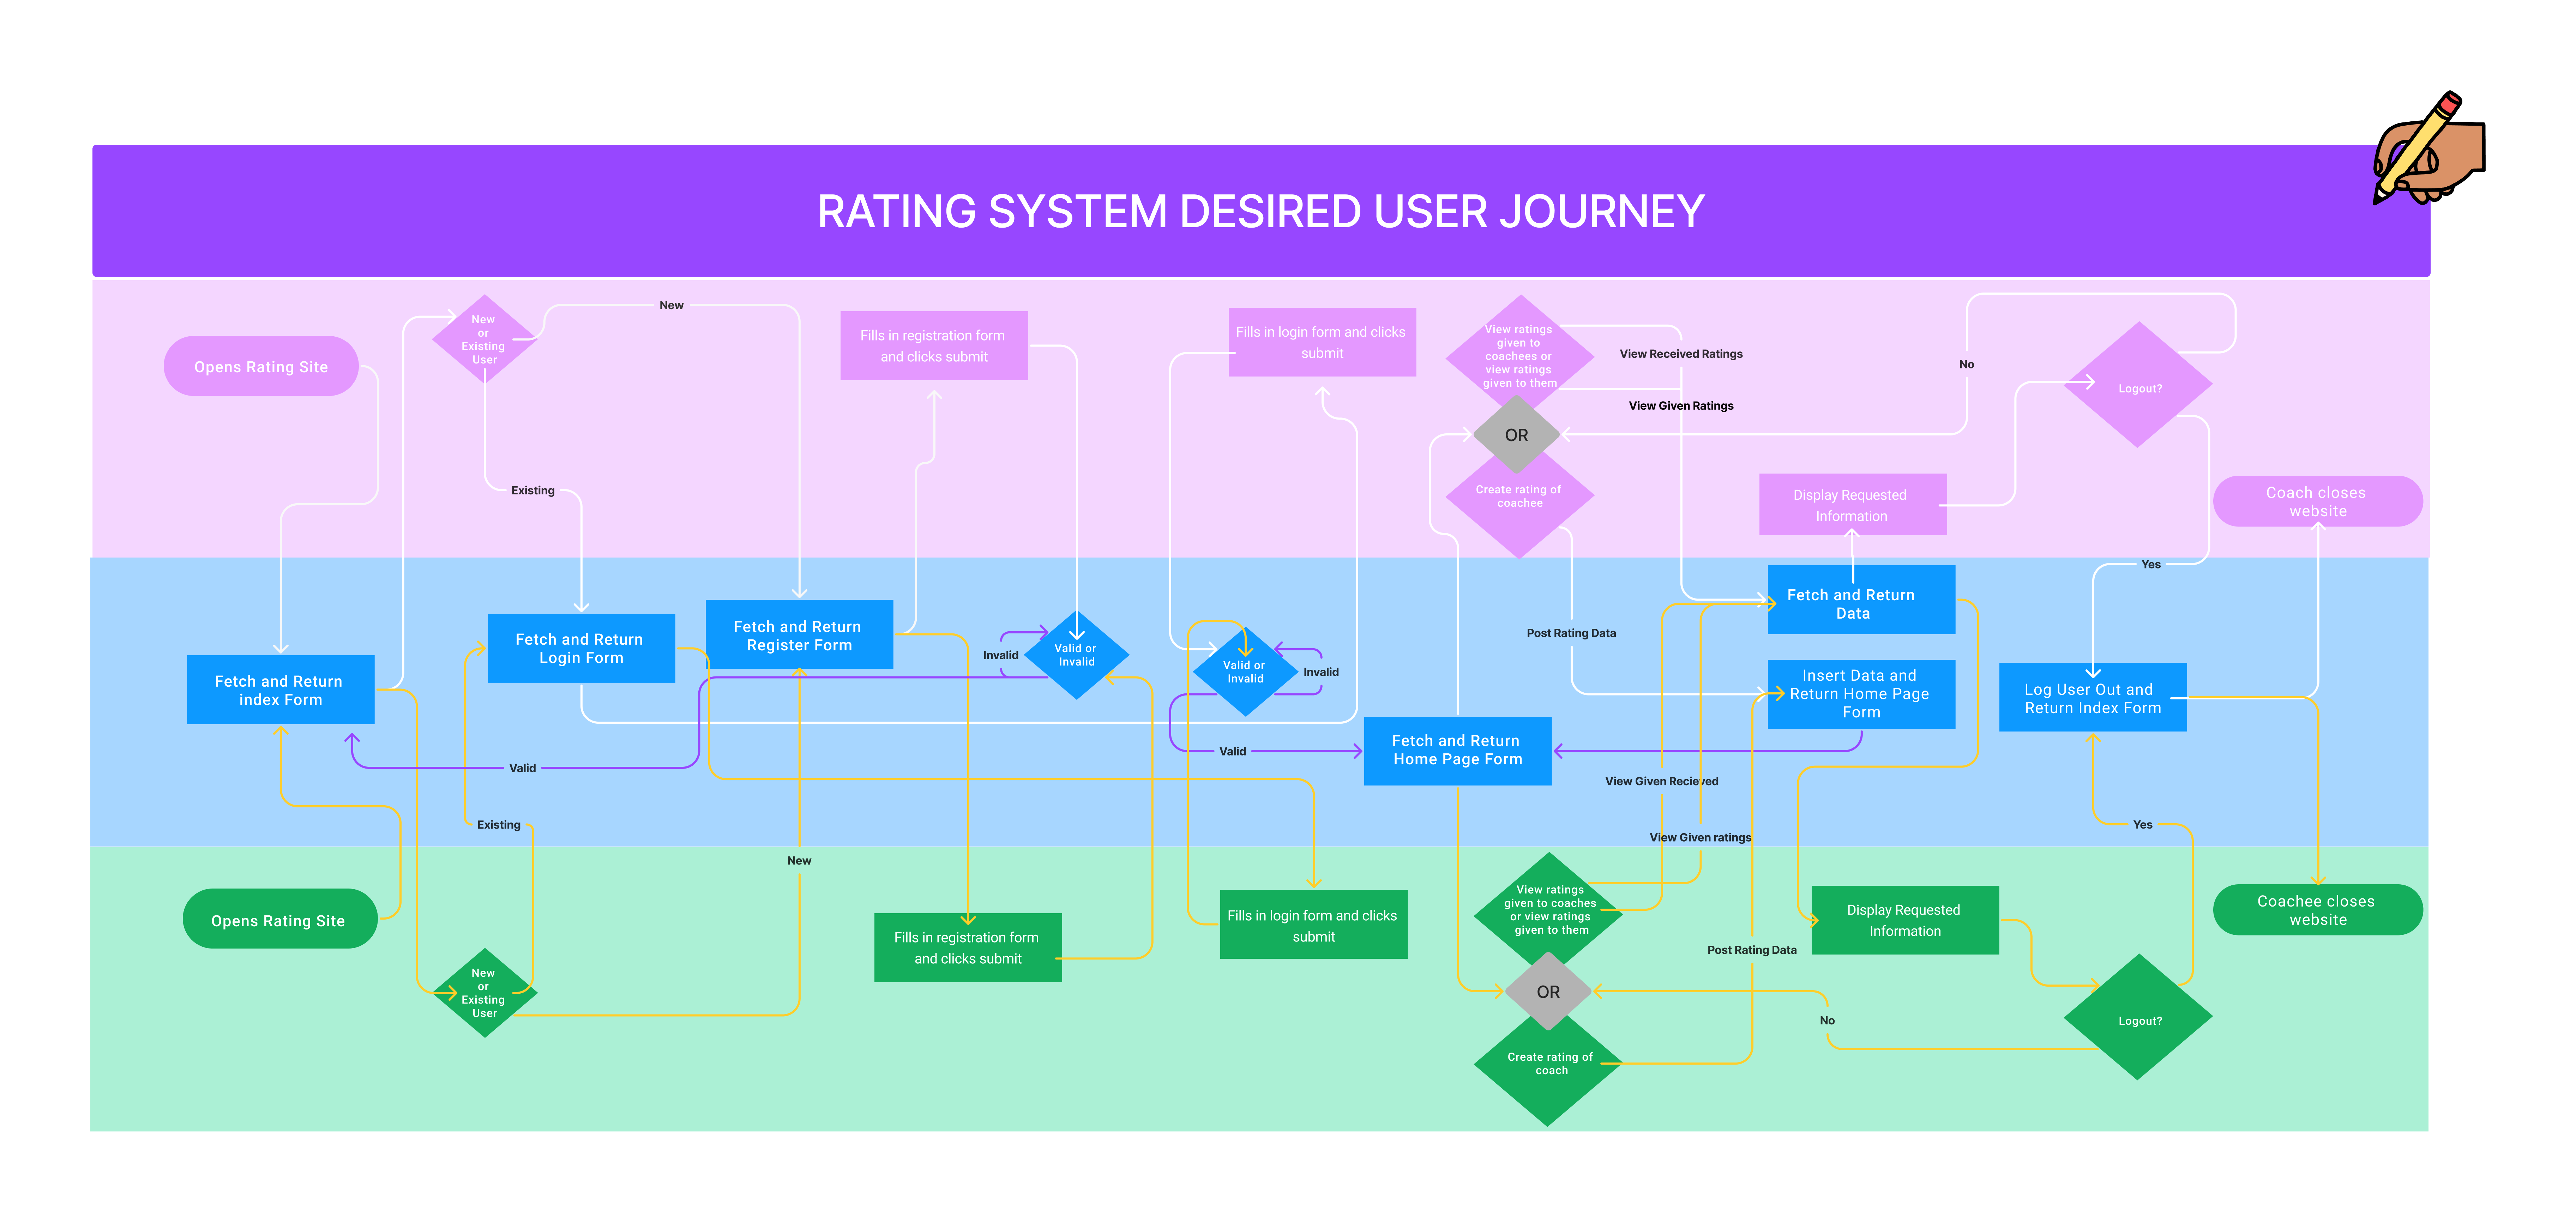 RATING SYSTEM DESIRED USER JOURNEY
Opens Rating Site
New
or
Existing
User
New
Existing
Fills in registration form
and clicks submit
Fills in login form and clicks
submit
View ratings
given to
coachees or
view ratings
given to them
View Received Ratings
View Given Ratings
OR
Create rating of
coachee
No
Logout?
Display Requested
Information
Coach closes
website
Yes
Fetch and Return
index Form
Fetch and Return
Login Form
Fetch and Return
Register Form
Invalid
Valid or
Invalid
Valid or
Invalid
Invalid
Valid
Valid
Post Rating Data
Fetch and Return
Data
Insert Data and
Return Home Page
Form
Fetch and Return
Home Page Form
Log User Out and
Return Index Form
View Given Recieved
View Given ratings
Existing
New
Yes
Opens Rating Site
New
or
Existing
User
Fills in registration form
and clicks submit
Fills in login form and clicks
submit
View ratings
given to coaches
or view ratings
given to them
Post Rating Data
OR
Create rating of
coach
Display Requested
Information
No
Logout?
Coachee closes
website